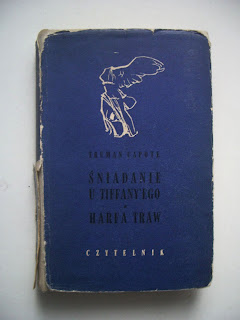 TRUMAN CAPOTE
ŚNIADANIE
U TIFFANY'EGO
HARFA TRAW
CZYTELNIK